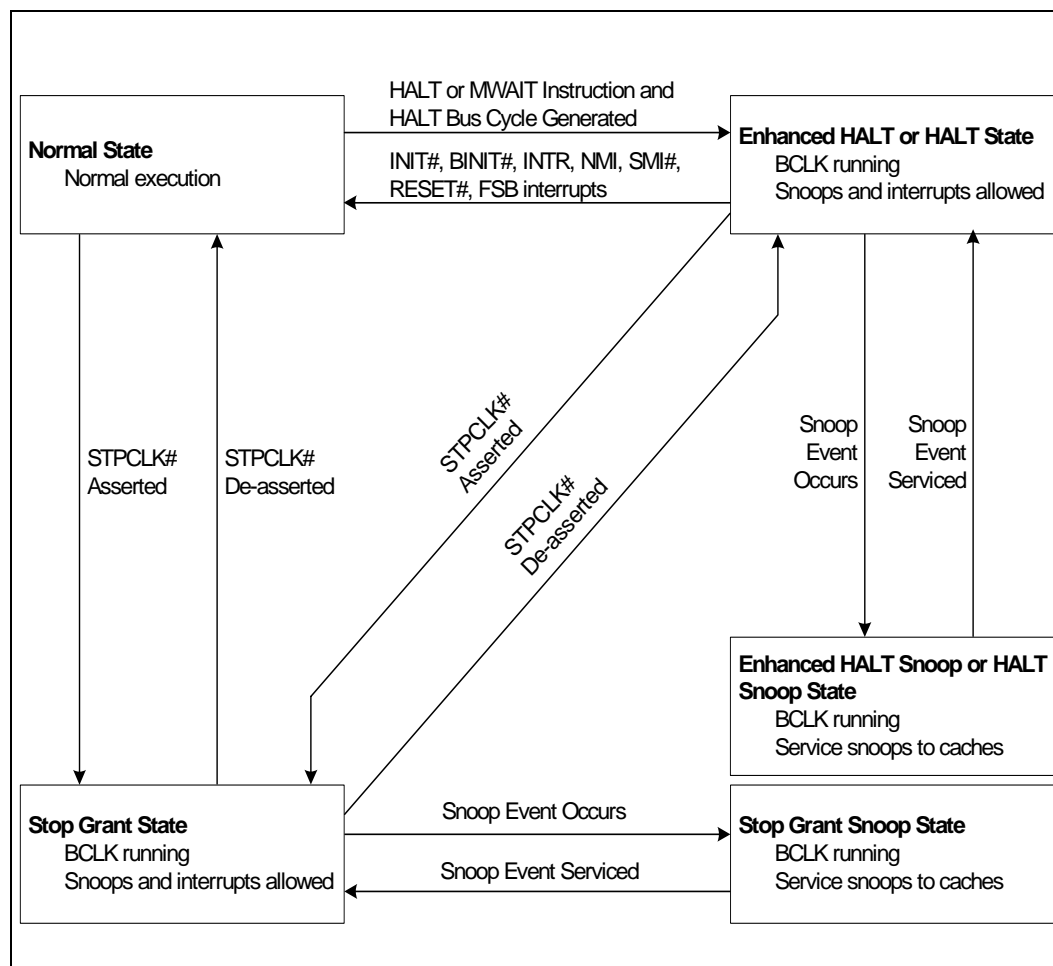 HALT or MWAIT Instruction and
HALT Bus Cycle Generated
Normal State
Normal execution
INIT#, BINIT#, INTR, NMI, SMI#,
RESET#, FSB interrupts
Enhanced HALT or HALT State
BCLK running
Snoops and interrupts allowed
STPCLK#
Asserted
STPCLK#
De-asserted
STPCLK#
Asserted
STPCLK#
De-asserted
Snoop
Event
Occurs
Snoop
Event
Serviced
Enhanced HALT Snoop or HALT
Snoop State
BCLK running
Service snoops to caches
Stop Grant State
BCLK running
Snoops and interrupts allowed
Snoop Event Occurs
Snoop Event Serviced
Stop Grant Snoop State
BCLK running
Service snoops to caches